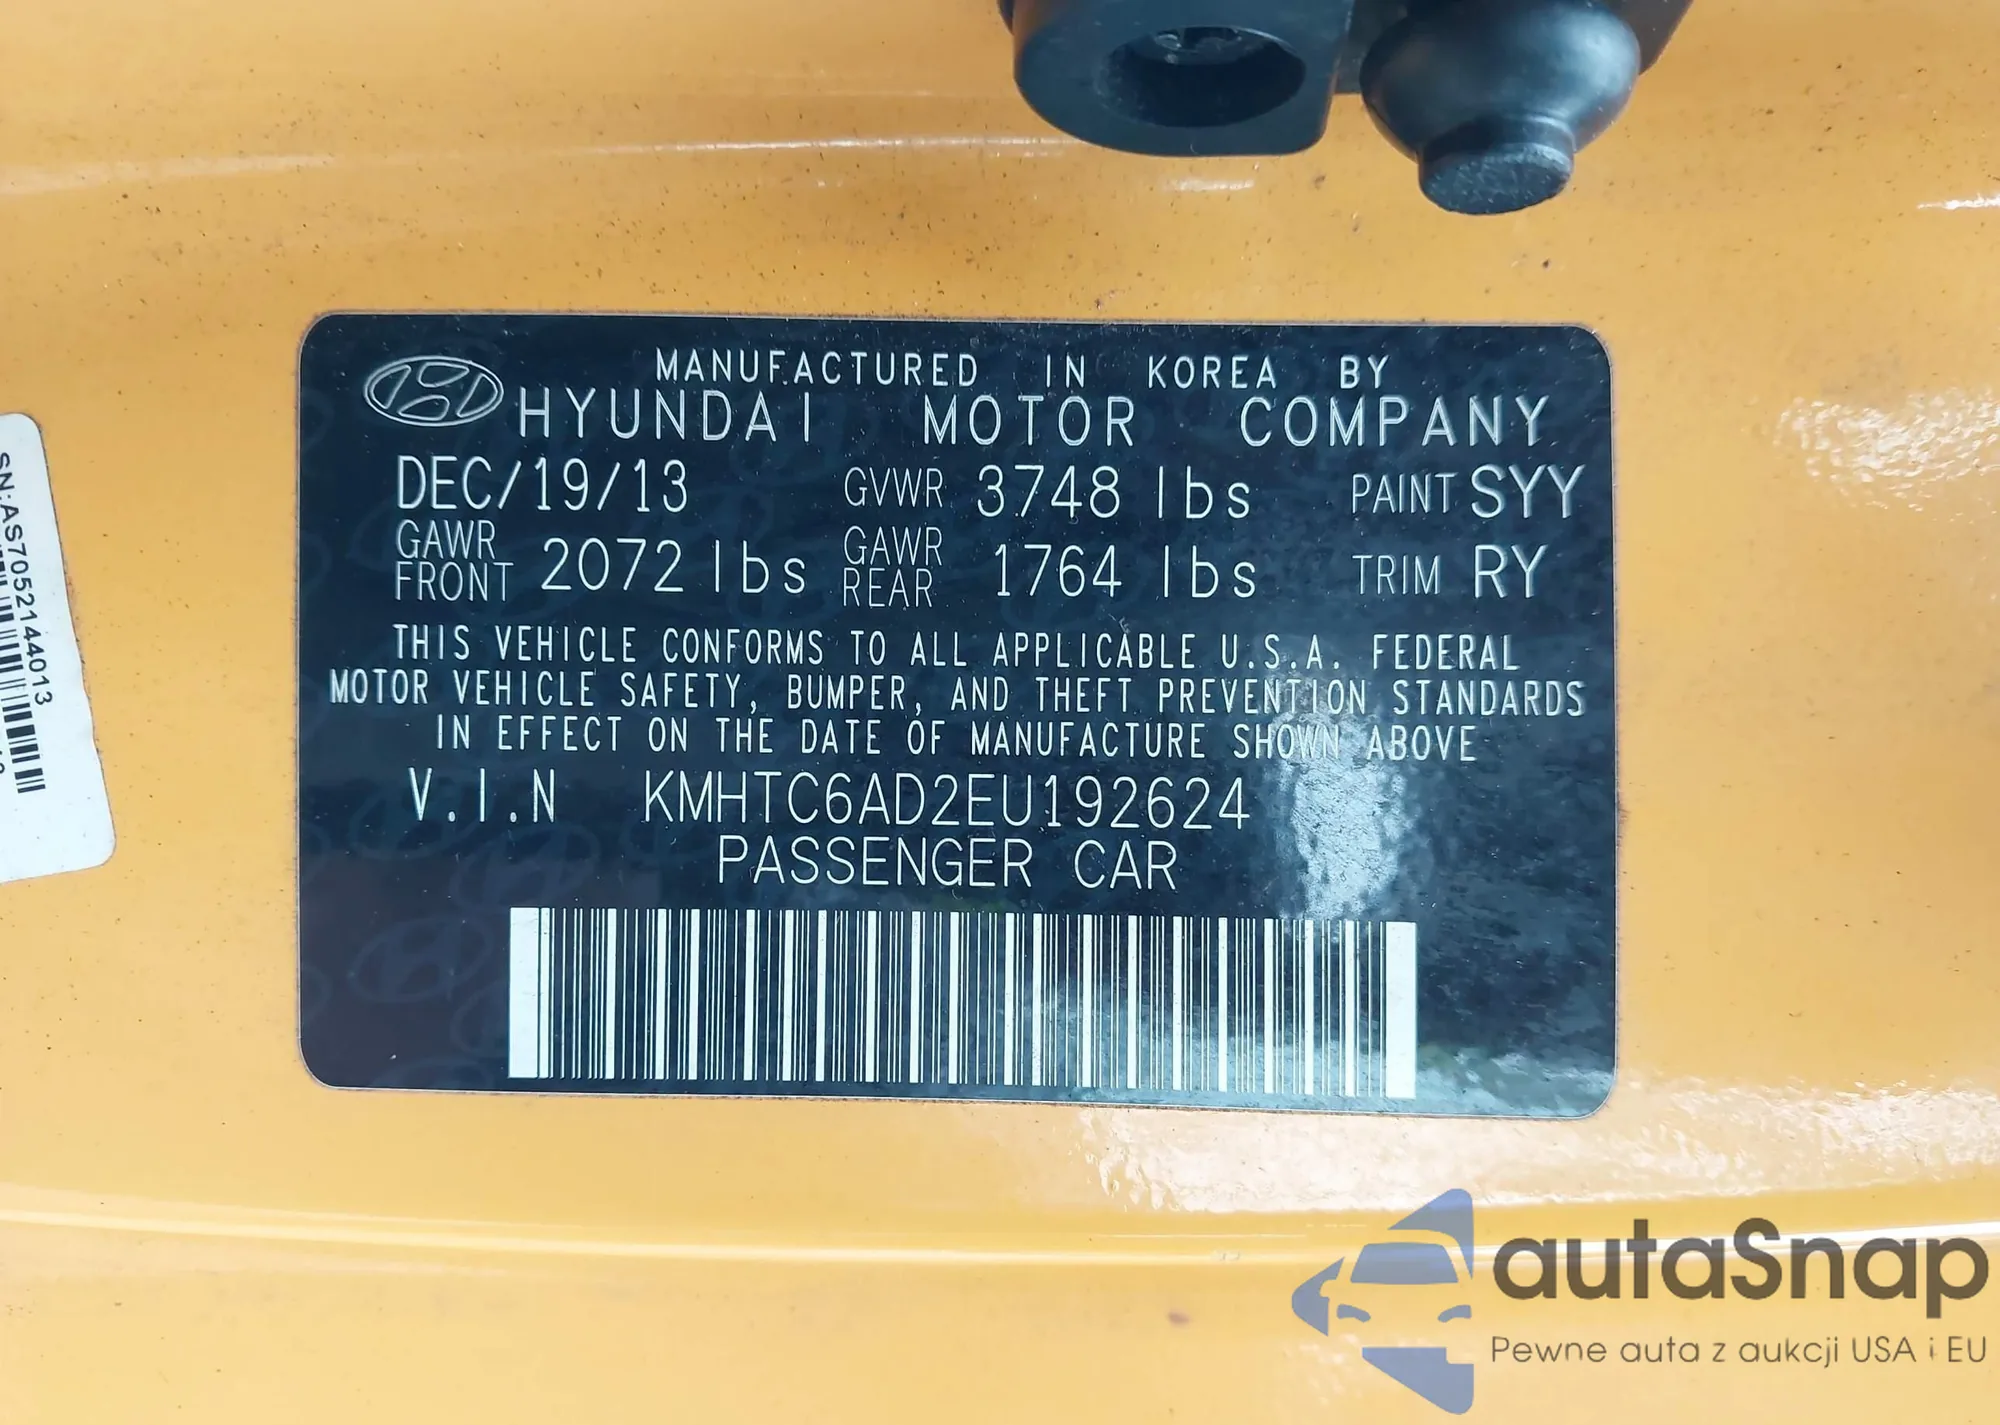 MANUFACTURED IN KOREA BY
HYUNDAI MOTOR COMPANY
DEC/19/13 GVWR 3748 lbs PAINT SYY
GAWR FRONT 2072 lbs GAWR REAR 1764 lbs TRIM RY
THIS VEHICLE CONFORMS TO ALL APPLICABLE U.S.A. FEDERAL
MOTOR VEHICLE SAFETY, BUMPER, AND THEFT PREVENTION STANDARDS
IN EFFECT ON THE DATE OF MANUFACTURE SHOWN ABOVE
V.I.N KMHTC6AD2EU192624
PASSENGER CAR
SN:AS7052144013
autaSnap
Pewne auta z aukcji USA i EU